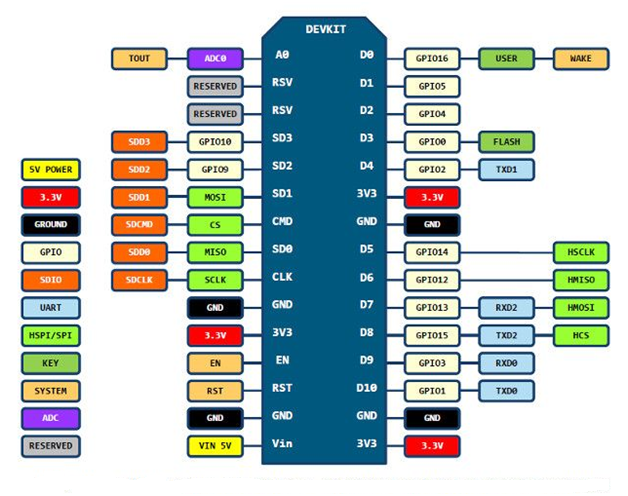 DEVKIT
TOUT ADC0 A0 D0 GPIO16 USER WAKE
RESERVED RSV D1 GPIO5
RESERVED RSV D2 GPIO4
SDD3 GPIO10 SD3 D3 GPIO0 FLASH
5V POWER SDD2 GPIO9 SD2 D4 GPIO2 TXD1
3.3V SDD1 MOSI SD1 3V3 3.3V
GROUND SDCMD CS CMD GND GND
GPIO SDD0 MISO SD0 D5 GPIO14 HSCLK
SDIO SDCLK SCLK CLK D6 GPIO12 HMISO
UART GND GND D7 GPIO13 RXD2 HMOSI
HSPI/SPI 3.3V 3V3 D8 GPIO15 TXD2 HCS
KEY EN EN D9 GPIO3 RXD0
SYSTEM RST RST D10 GPIO1 TXD0
ADC GND GND GND GND
RESERVED VIN 5V Vin 3V3 3.3V